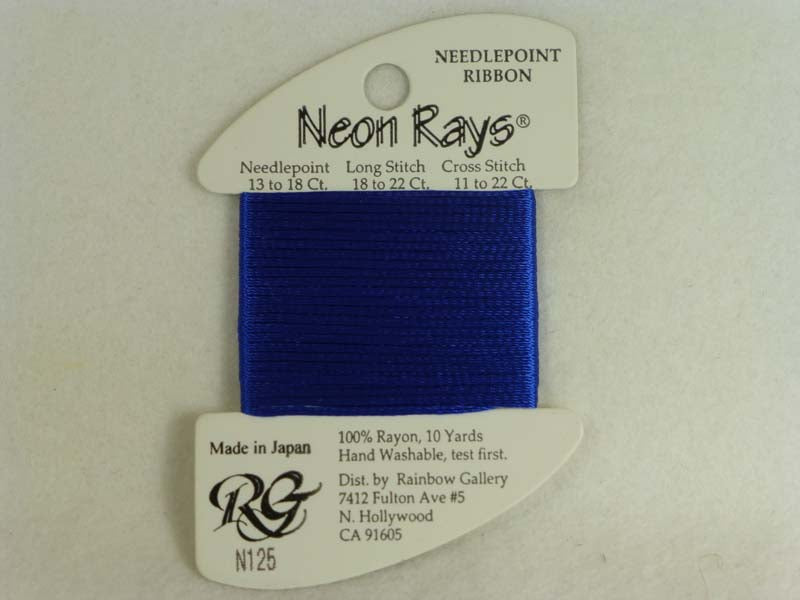 NEEDLEPOINT
RIBBON
Neon Rays®
Needlepoint Long Stitch Cross Stitch
13 to 18 Ct. 18 to 22 Ct. 11 to 22 Ct.
Made in Japan
100% Rayon, 10 Yards
Hand Washable, test first.
RG
Dist. by Rainbow Gallery
7412 Fulton Ave #5
N. Hollywood
CA 91605
N125